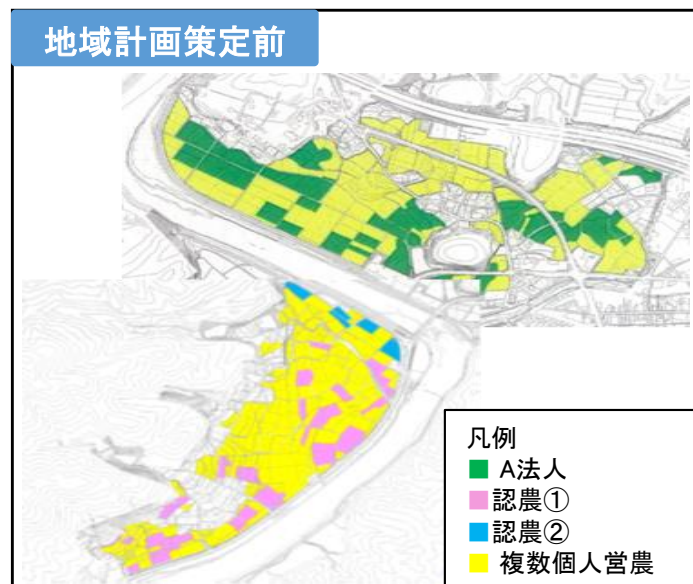 地域計画策定前
凡例
A法人
認農①
認農②
複数個人営農